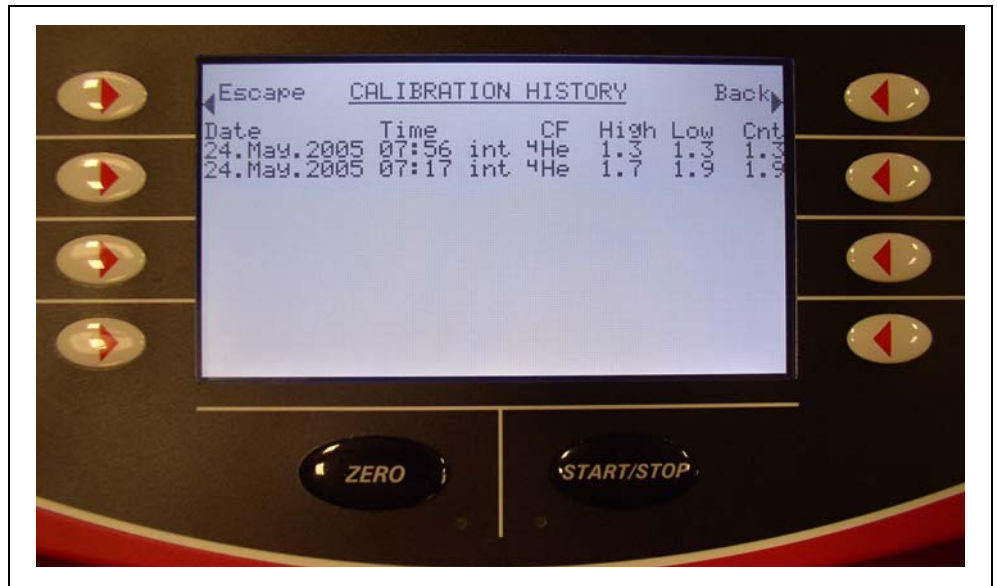 Escape CALIBRATION HISTORY Back
Date Time CF High Low Cnt
24.May.2005 07:56 int ⁴He 1.3 1.3 1.3
24.May.2005 07:17 int ⁴He 1.7 1.9 1.9
ZERO START/STOP